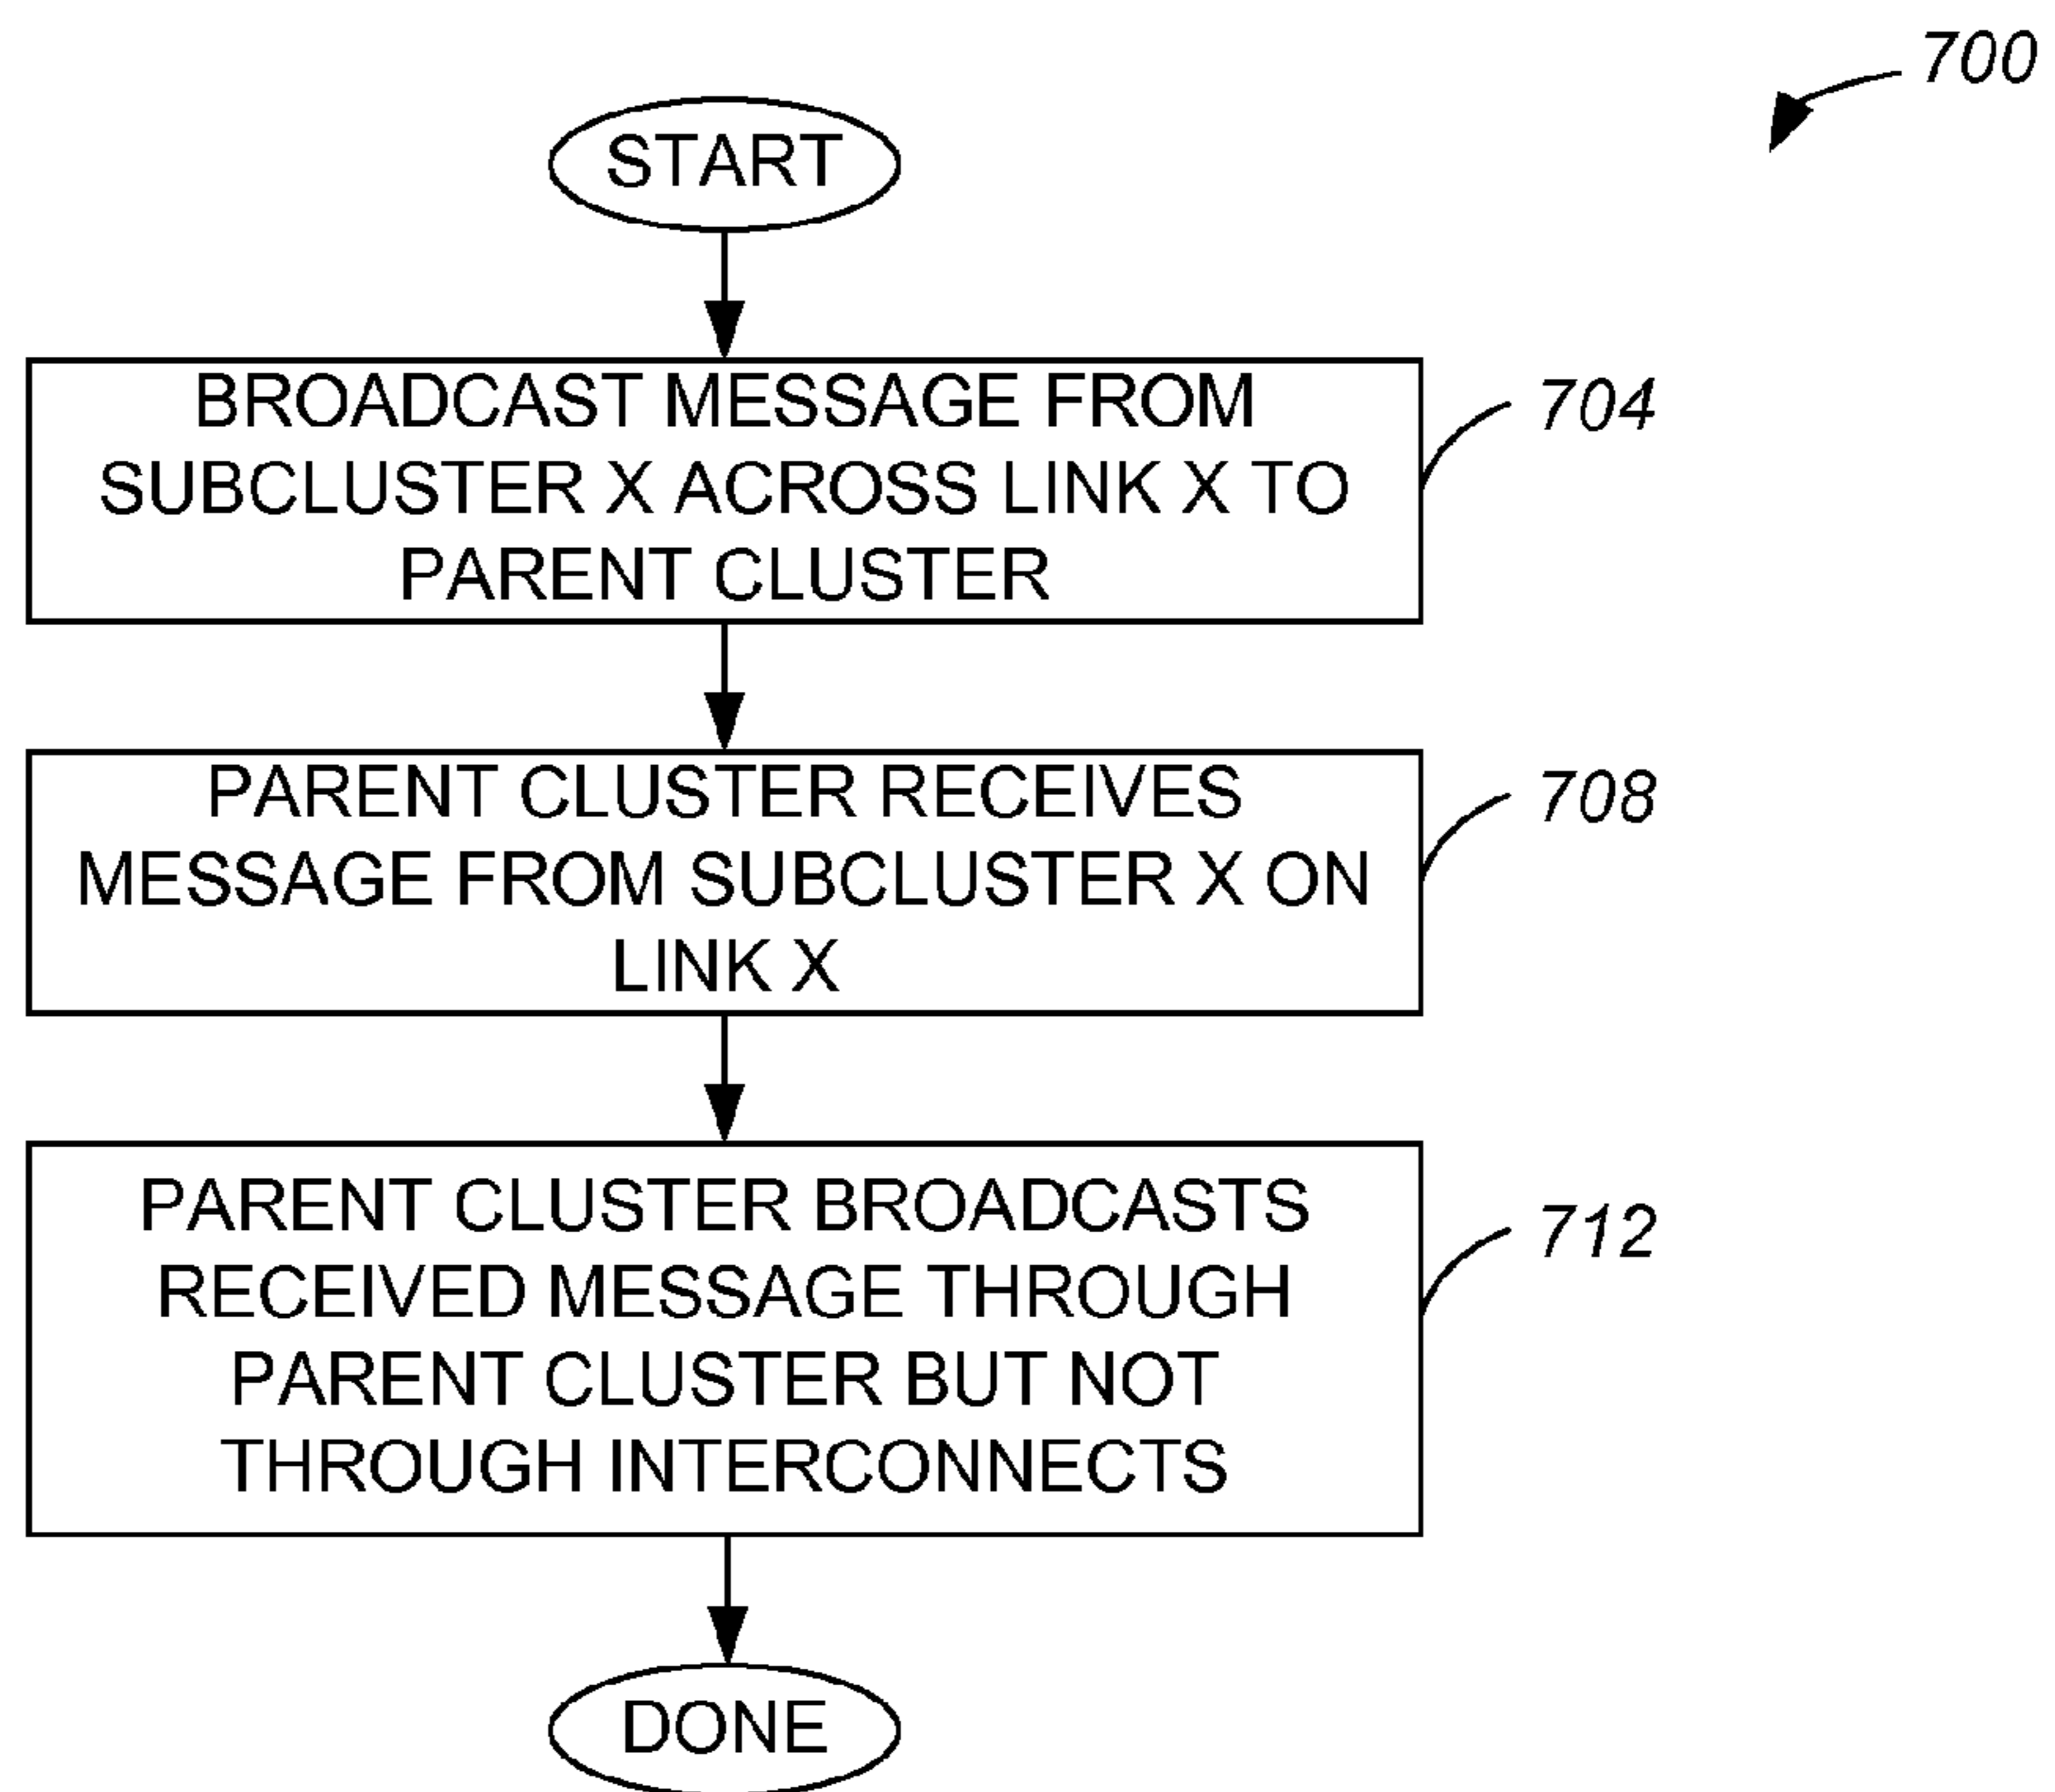 700
START
BROADCAST MESSAGE FROM
SUBCLUSTER X ACROSS LINK X TO
PARENT CLUSTER
704
PARENT CLUSTER RECEIVES
MESSAGE FROM SUBCLUSTER X ON
LINK X
708
PARENT CLUSTER BROADCASTS
RECEIVED MESSAGE THROUGH
PARENT CLUSTER BUT NOT
THROUGH INTERCONNECTS
712
DONE